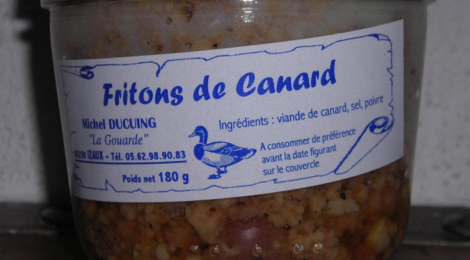 Fritons de Canard
Michel DUCUING
"La Gouarde"
IZAUX - Tél. 05.62.98.90.83
Poids net 180 g
Ingrédients : viande de canard, sel, poivre
A consommer de préférence
avant la date figurant
sur le couvercle